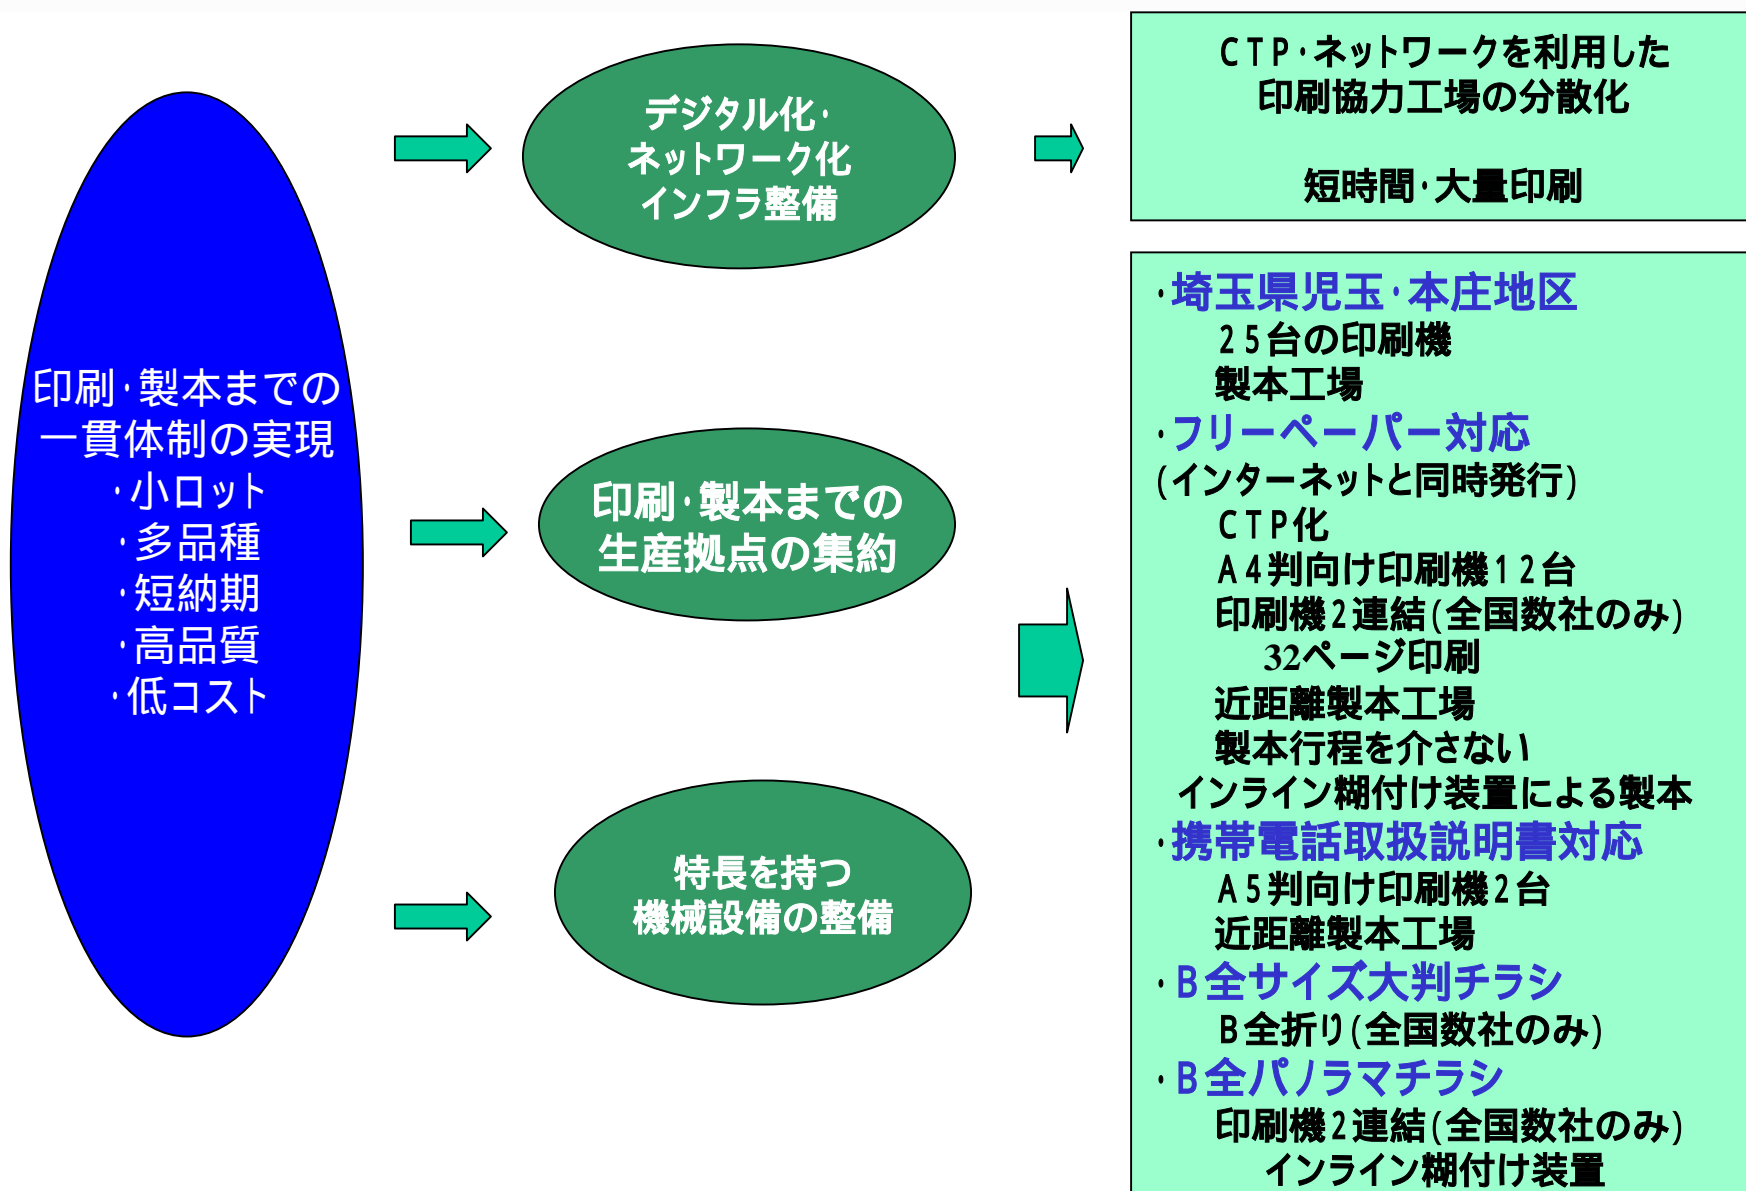 印刷・製本までの
一貫体制の実現
・小ロット
・多品種
・短納期
・高品質
・低コスト
デジタル化・
ネットワーク化
インフラ整備
印刷・製本までの
生産拠点の集約
特長を持つ
機械設備の整備
CTP・ネットワークを利用した
印刷協力工場の分散化
短時間・大量印刷
・埼玉県児玉・本庄地区
25台の印刷機
製本工場
・フリーペーパー対応
(インターネットと同時発行)
CTP化
A4判向け印刷機12台
印刷機2連結(全国数社のみ)
32ページ印刷
近距離製本工場
製本行程を介さない
インライン糊付け装置による製本
・携帯電話取扱説明書対応
A5判向け印刷機2台
近距離製本工場
・B全サイズ大判チラシ
B全折り(全国数社のみ)
・B全パノラマチラシ
印刷機2連結(全国数社のみ)
インライン糊付け装置